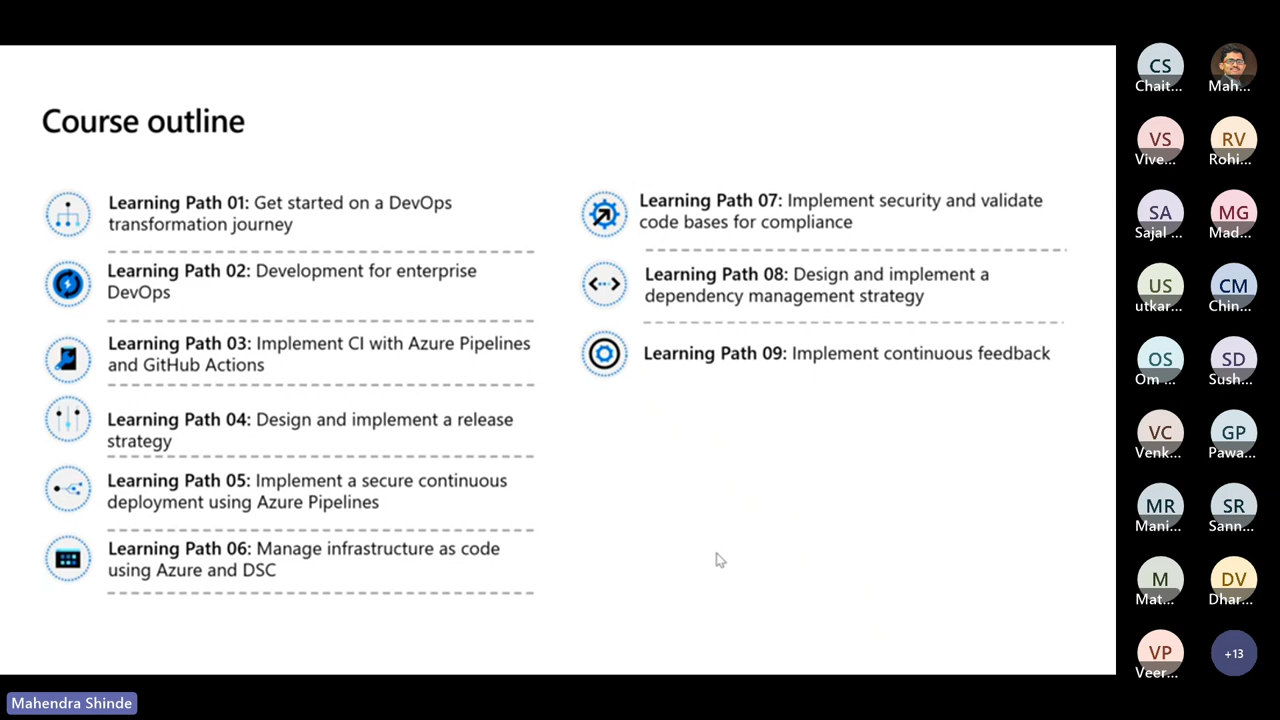 Course outline
Learning Path 01: Get started on a DevOps
transformation journey
Learning Path 02: Development for enterprise
DevOps
Learning Path 03: Implement CI with Azure Pipelines
and GitHub Actions
Learning Path 04: Design and implement a release
strategy
Learning Path 05: Implement a secure continuous
deployment using Azure Pipelines
Learning Path 06: Manage infrastructure as code
using Azure and DSC
Learning Path 07: Implement security and validate
code bases for compliance
Learning Path 08: Design and implement a
dependency management strategy
Learning Path 09: Implement continuous feedback
CS
Chait...
Mah...
VS
Vive...
RV
Rohi...
SA
Sajal ...
MG
Mad...
US
utkar...
CM
Chin...
OS
Om ...
SD
Sush...
VC
Venk...
GP
Pawa...
MR
Mani...
SR
Sann...
M
Mat...
DV
Dhar...
VP
Veer...
+13
Mahendra Shinde